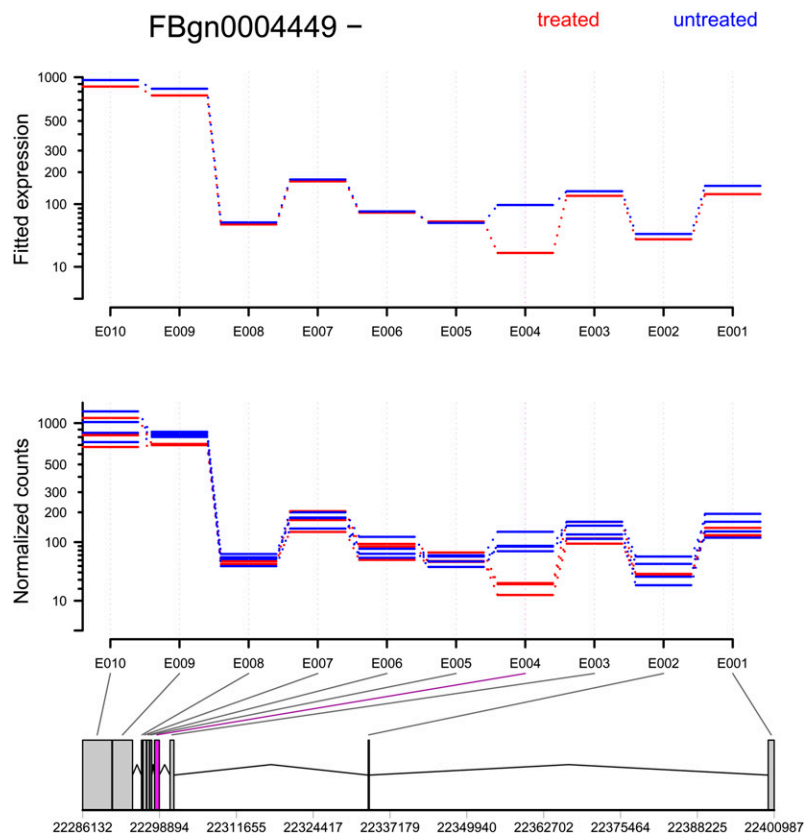 FBgn0004449 −
treated
untreated
Fitted expression
1000
500
300
200
100
10
E010 E009 E008 E007 E006 E005 E004 E003 E002 E001
Normalized counts
1000
500
300
200
100
10
E010 E009 E008 E007 E006 E005 E004 E003 E002 E001
22286132 22298894 22311655 22324417 22337179 22349940 22362702 22375464 22388225 22400987